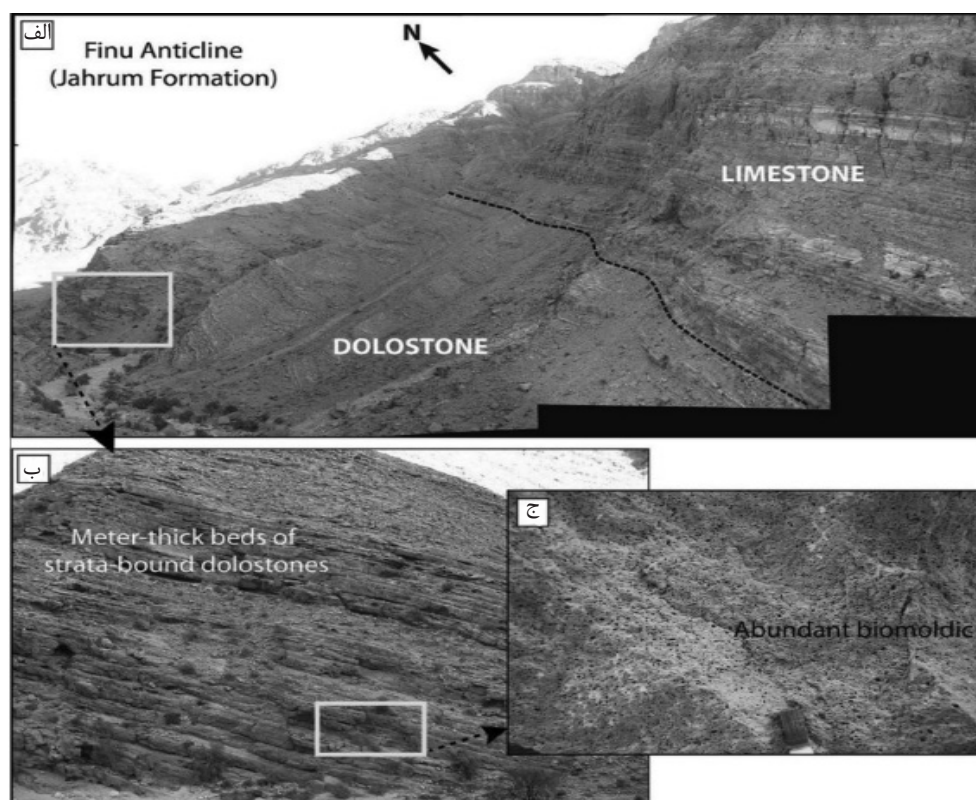 الف
Finu Anticline
(Jahrum Formation)
N
LIMESTONE
DOLOSTONE
ب
Meter-thick beds of
strata-bound dolostones
ج
Abundant biomoldic